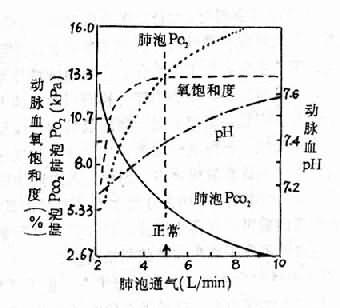 16.0
13.3
10.7
8.0
5.33
2.67
动脉血氧饱和度(%)
肺泡Pco₂肺泡Po₂(kPa)
肺泡Po₂
氧饱和度
pH
肺泡Pco₂
正常
7.6
7.4
7.2
动脉血pH
2 4 6 8 10
肺泡通气(L/min)